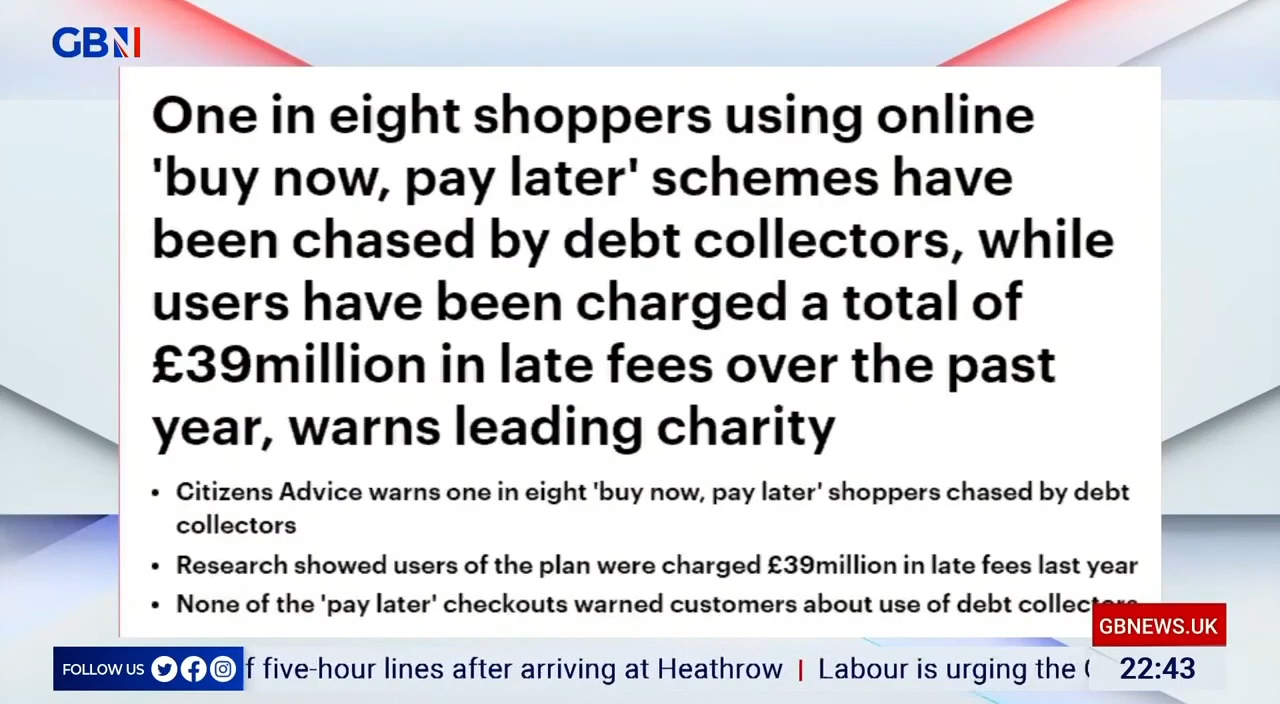 GBN
One in eight shoppers using online
'buy now, pay later' schemes have
been chased by debt collectors, while
users have been charged a total of
£39million in late fees over the past
year, warns leading charity
• Citizens Advice warns one in eight 'buy now, pay later' shoppers chased by debt
collectors
• Research showed users of the plan were charged £39million in late fees last year
• None of the 'pay later' checkouts warned customers about use of debt collectors
GBNEWS.UK
FOLLOW US f five-hour lines after arriving at Heathrow | Labour is urging the 22:43